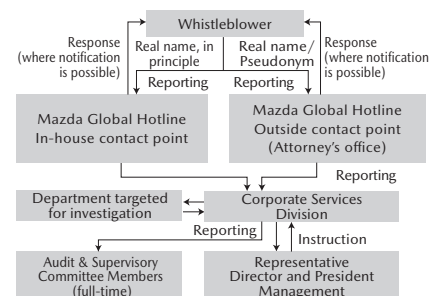 Whistleblower
Response
(where notification
is possible)
Real name, in
principle
Real name/
Pseudonym
Response
(where notification
is possible)
Reporting
Reporting
Mazda Global Hotline
In-house contact point
Mazda Global Hotline
Outside contact point
(Attorney's office)
Reporting
Department targeted
for investigation
Corporate Services
Division
Reporting
Instruction
Audit & Supervisory
Committee Members
(full-time)
Representative
Director and President
Management